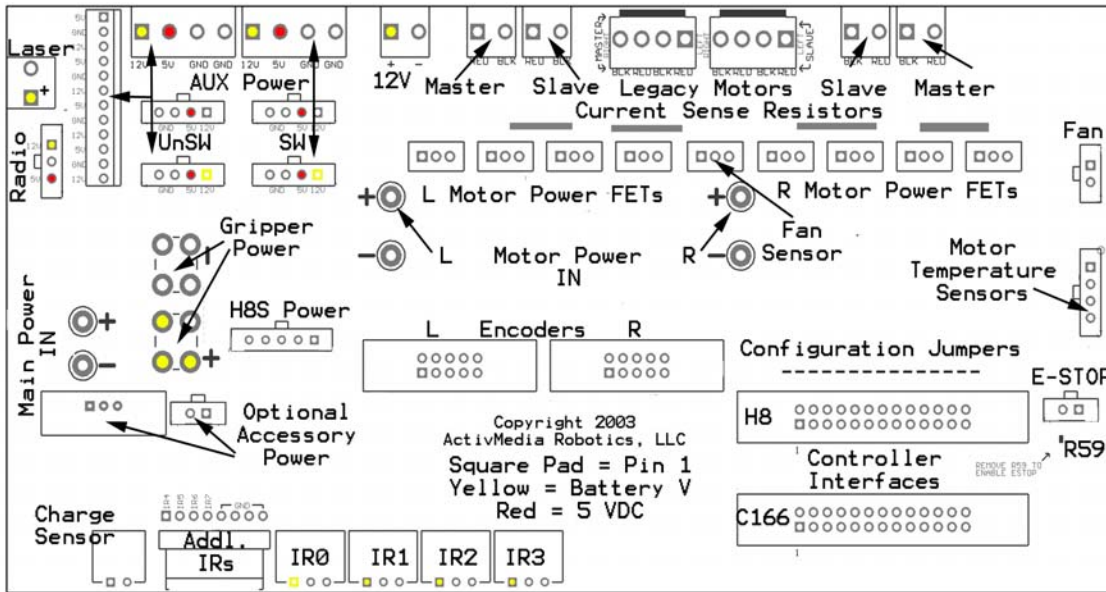 Laser
+
5V
GND
12V
5V
GND
12V
5V
GND
12V
5V
GND
12V
12V 5V GND GND
12V 5V GND GND
AUX Power
GND 5V 12V
GND 5V 12V
UnSW
SW
GND 5V 12V
GND 5V 12V
Radio
12V
5V
+ -
12V
RED BLK
RED BLK
Master
Slave
MASTER
RIGHT
LEFT
RIGHT
LEFT
SLAVE
BLK RED BLK RED
BLK RED BLK RED
Legacy Motors
BLK RED
BLK RED
Slave
Master
Current Sense Resistors
Fan
L Motor Power FETs
R Motor Power FETs
Fan
Sensor
+
-
L
Motor Power
IN
+
-
R
Motor
Temperature
Sensors
Gripper
Power
+
Main Power
IN
+
-
H8S Power
L Encoders R
Configuration Jumpers
E-STOP
R59
REMOVE R59 TO
ENABLE ESTOP
Optional
Accessory
Power
Copyright 2003
ActivMedia Robotics, LLC
Square Pad = Pin 1
Yellow = Battery V
Red = 5 VDC
H8
1
Controller
Interfaces
C166
1
Charge
Sensor
IR4
IR5
IR6
IR7
GND
Addl.
IRs
IR0
IR1
IR2
IR3